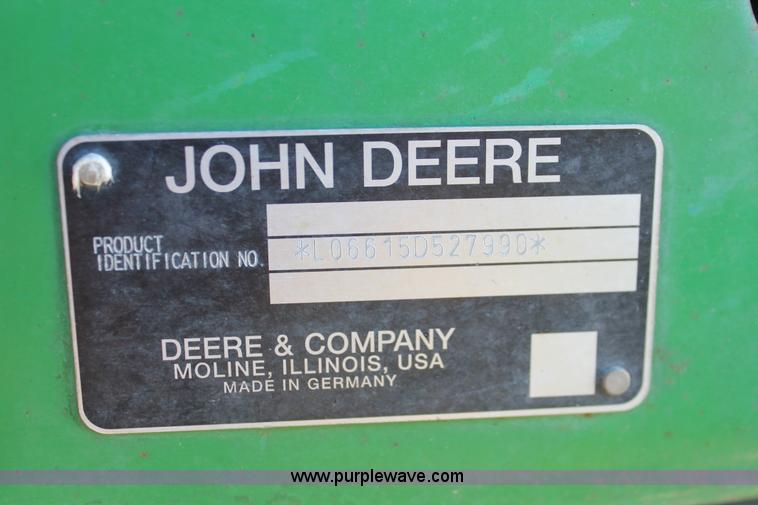 JOHN DEERE
PRODUCT
IDENTIFICATION NO.
*L06615D527990*
DEERE & COMPANY
MOLINE, ILLINOIS, USA
MADE IN GERMANY
www.purplewave.com